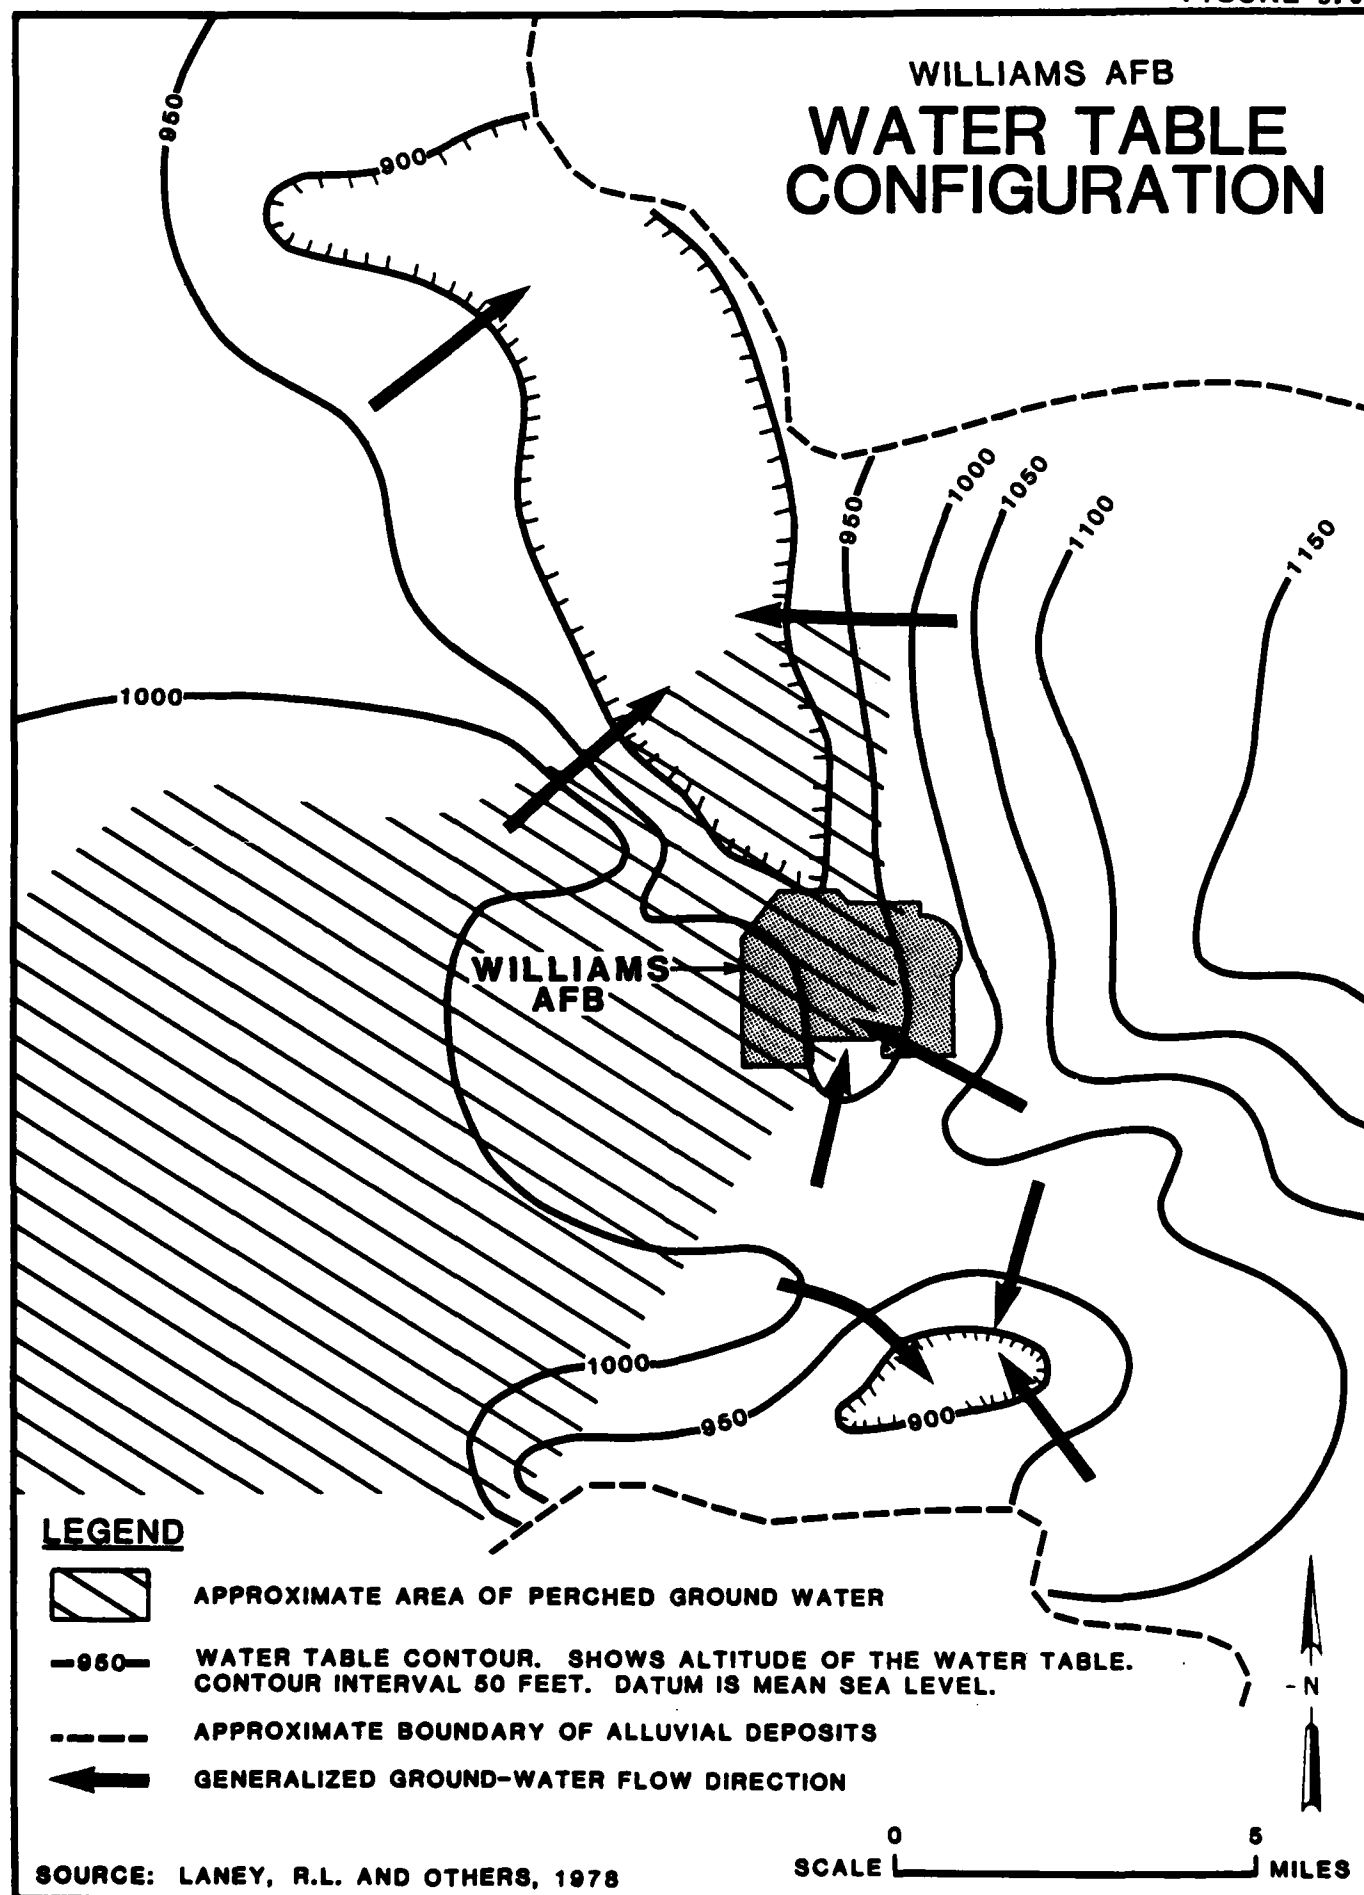 WILLIAMS AFB
WATER TABLE
CONFIGURATION
950
900
1000
1050
950
1100
1150
1000
WILLIAMS
AFB
1000
950
900
LEGEND
APPROXIMATE AREA OF PERCHED GROUND WATER
950
WATER TABLE CONTOUR. SHOWS ALTITUDE OF THE WATER TABLE.
CONTOUR INTERVAL 50 FEET. DATUM IS MEAN SEA LEVEL.
APPROXIMATE BOUNDARY OF ALLUVIAL DEPOSITS
GENERALIZED GROUND-WATER FLOW DIRECTION
N
0 5
SCALE MILES
SOURCE: LANEY, R.L. AND OTHERS, 1978